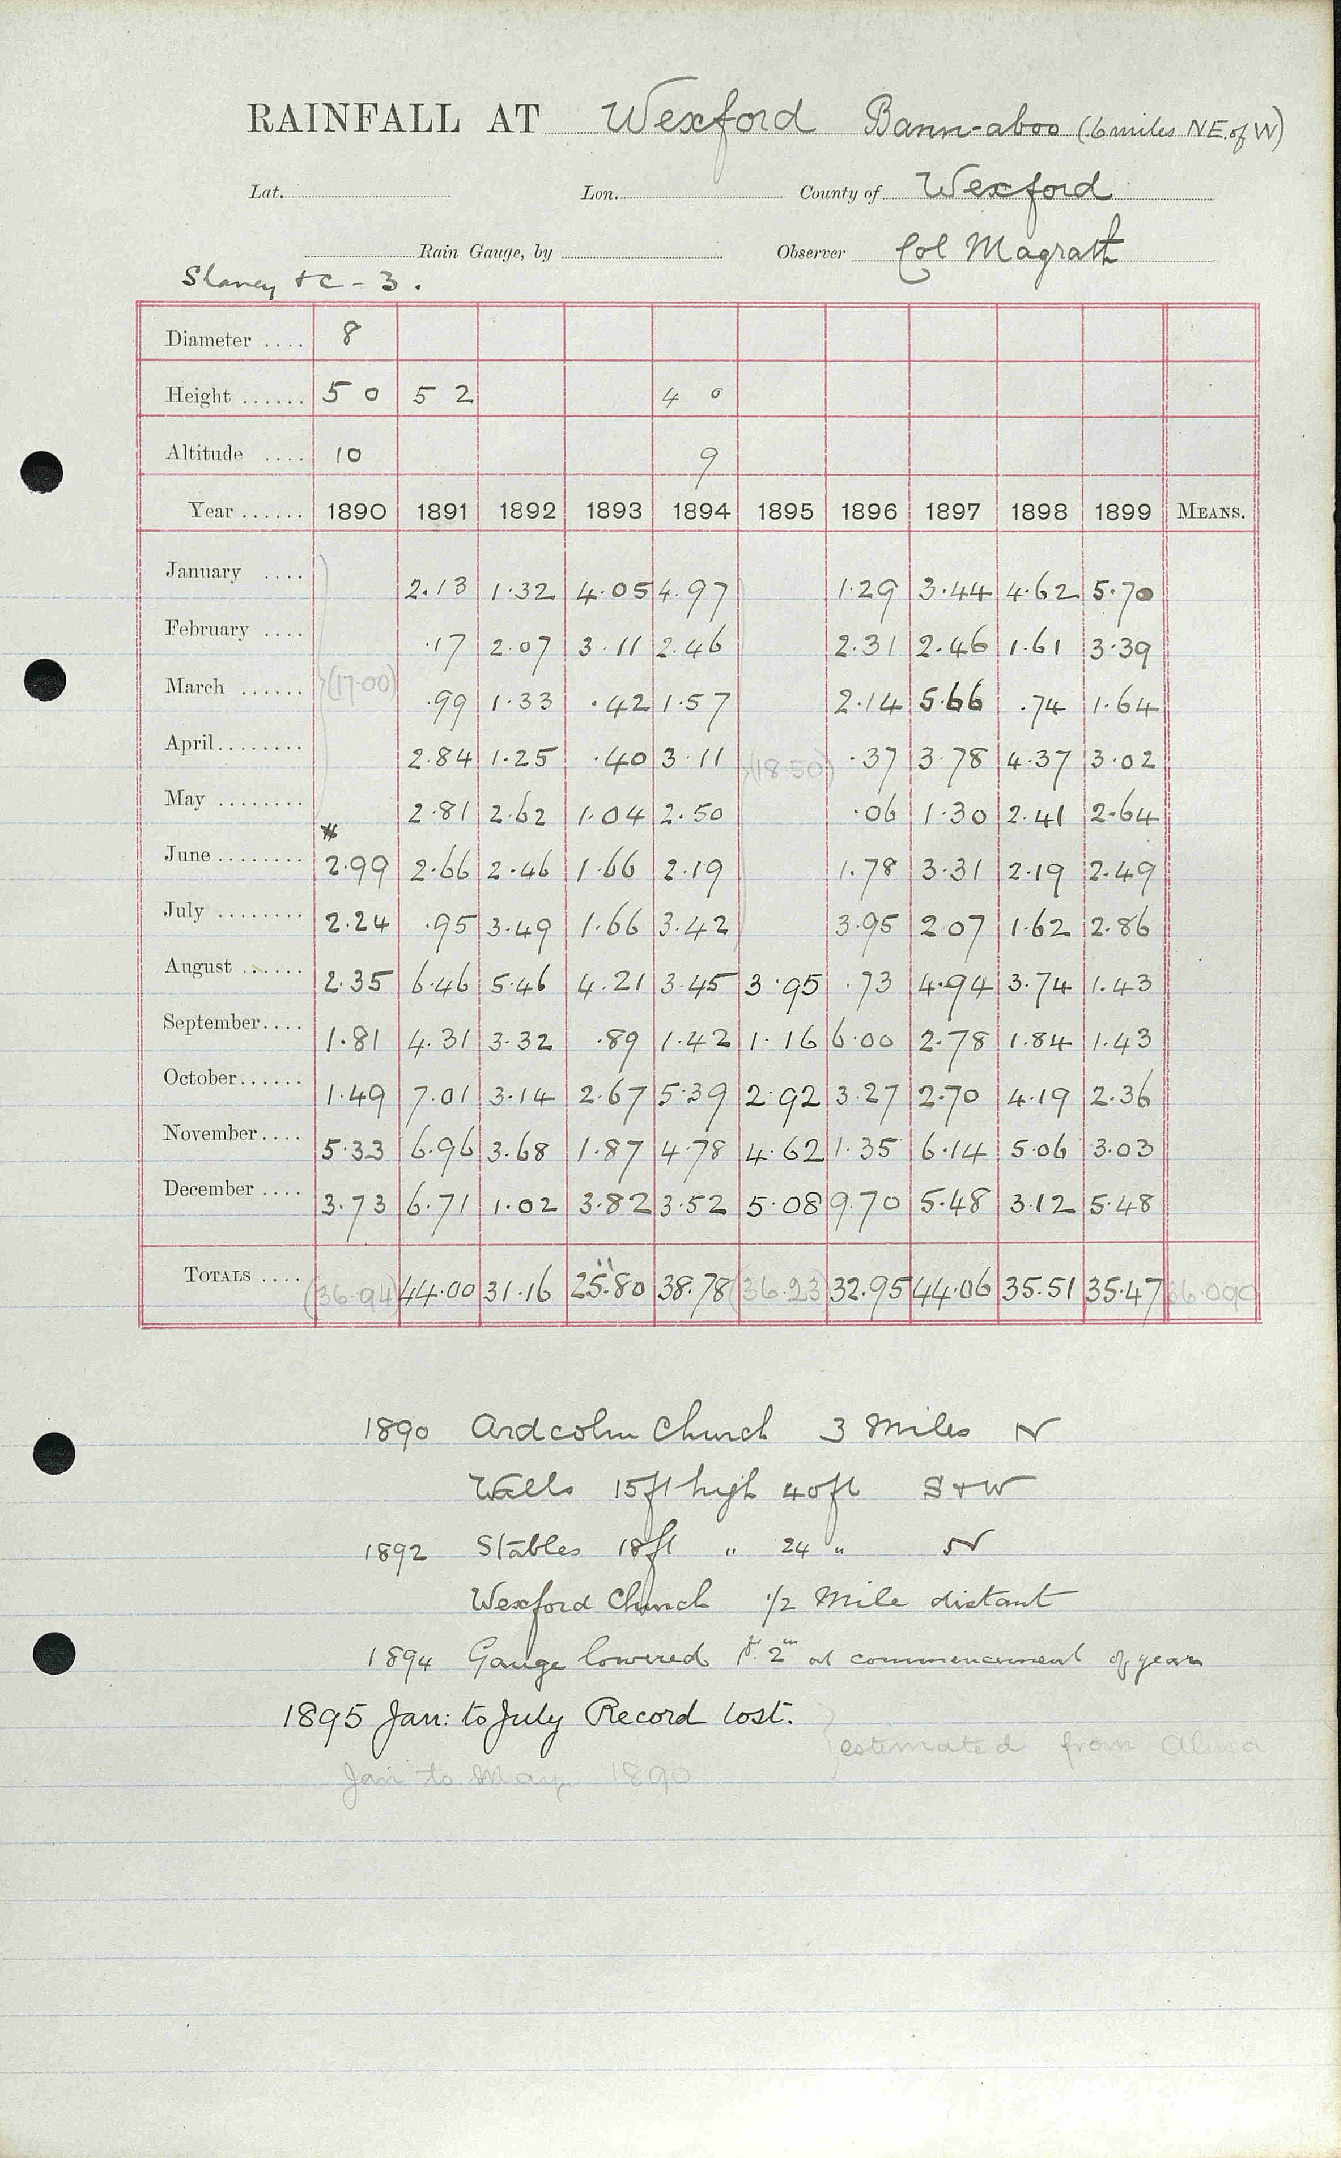 RAINFALL AT Wexford Bann-aboo (6 miles NE. of W)
Lat. Lon. County of Wexford
Rain Gauge, by Observer Col Magrath
Slaney + C - 3.
Diameter .... 8
Height ...... 5 0 5 2 4 0
Altitude .... 10 9
Year ...... 1890 1891 1892 1893 1894 1895 1896 1897 1898 1899 MEANS.
January .... 2.13 1.32 4.05 4.97 1.29 3.44 4.62 5.70
February .... .17 2.07 3.11 2.46 2.31 2.46 1.61 3.39
March ...... (17.00) .99 1.33 .42 1.57 2.14 5.66 .74 1.64
April ........ 2.84 1.25 .40 3.11 (18.50) .37 3.78 4.37 3.02
May ........ 2.81 2.62 1.04 2.50 .06 1.30 2.41 2.64
*
June ........ 2.99 2.66 2.46 1.66 2.19 1.78 3.31 2.19 2.49
July ........ 2.24 .95 3.49 1.66 3.42 3.95 2.07 1.62 2.86
August ...... 2.35 6.46 5.46 4.21 3.45 3.95 .73 4.94 3.74 1.43
September.... 1.81 4.31 3.32 .89 1.42 1.16 6.00 2.78 1.84 1.43
October...... 1.49 7.01 3.14 2.67 5.39 2.92 3.27 2.70 4.19 2.36
November.... 5.33 6.96 3.68 1.87 4.78 4.62 1.35 6.14 5.06 3.03
December .... 3.73 6.71 1.02 3.82 3.52 5.08 9.70 5.48 3.12 5.48
TOTALS .... (36.94) 44.00 31.16 25.80 38.78 (36.23) 32.95 44.06 35.51 35.47 36.090
1890 Ardcolm Church 3 Miles N
Walls 15ft high 40ft S + W
1892 Stables 18ft " 24 " N
Wexford Church 1/2 Mile distant
1894 Gauge lowered 1ft 2in at commencement of year
1895 Jan: to July Record lost.
estimated from
Jan to May 1890